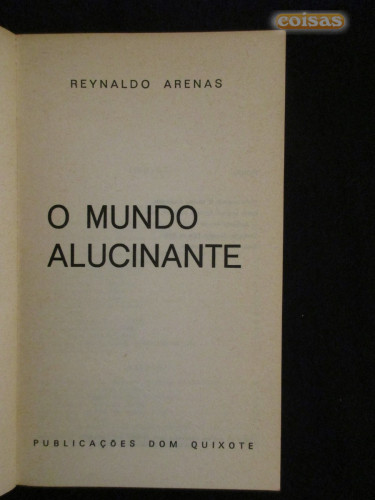 coisas
REYNALDO ARENAS
O MUNDO
ALUCINANTE
PUBLICAÇÕES DOM QUIXOTE